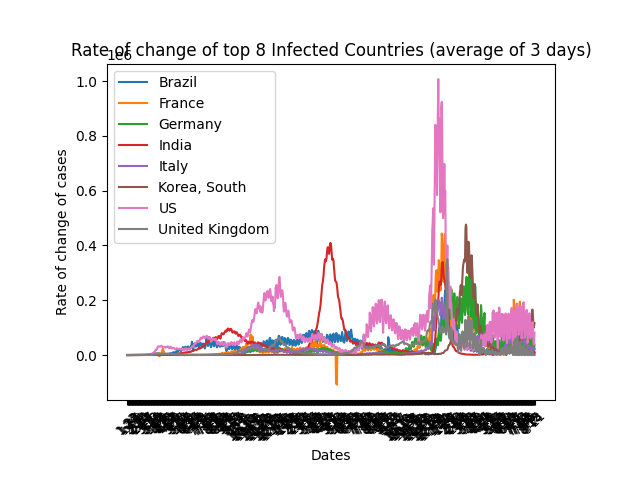 Rate of change of top 8 Infected Countries (average of 3 days)
1e6
1.0
0.8
0.6
0.4
0.2
0.0
Rate of change of cases
Brazil
France
Germany
India
Italy
Korea, South
US
United Kingdom
Dates